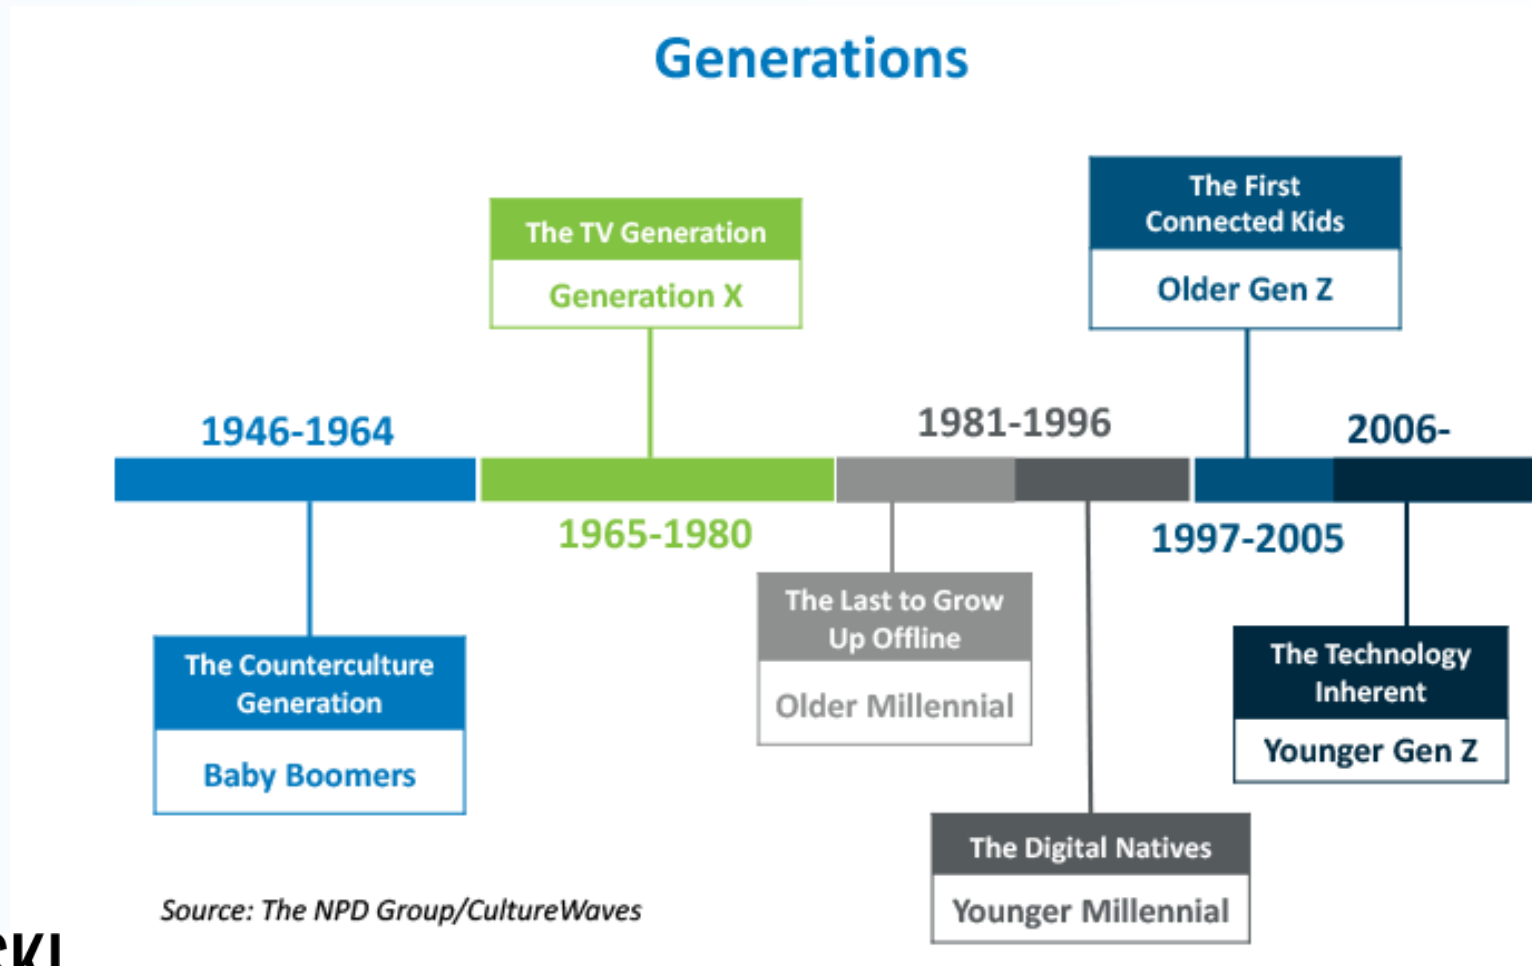 Generations
The First
Connected Kids
Older Gen Z
The TV Generation
Generation X
1946-1964
1981-1996
2006-
1965-1980
1997-2005
The Last to Grow
Up Offline
Older Millennial
The Counterculture
Generation
Baby Boomers
The Technology
Inherent
Younger Gen Z
The Digital Natives
Younger Millennial
Source: The NPD Group/CultureWaves